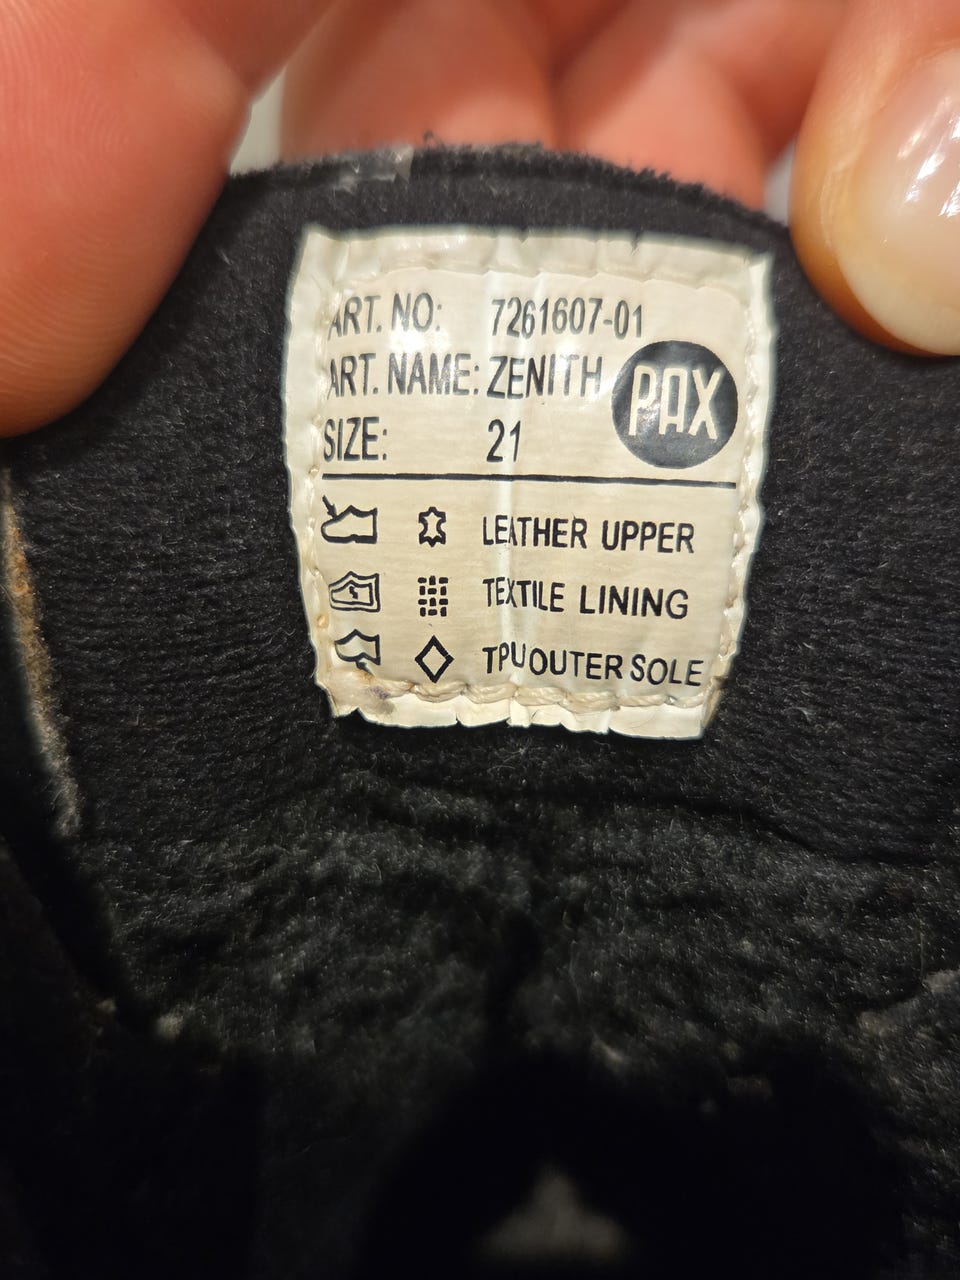 ART. NO: 7261607-01
ART. NAME: ZENITH
PAX
SIZE: 21
LEATHER UPPER
TEXTILE LINING
TPU OUTER SOLE